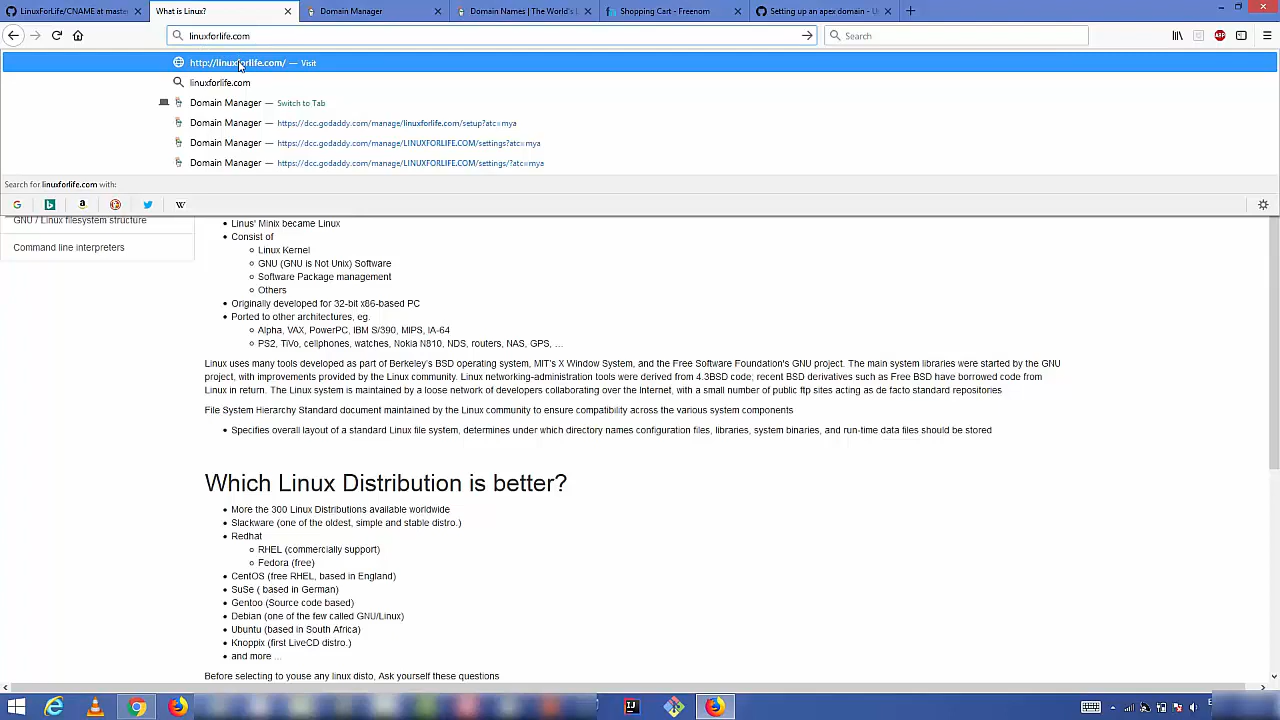 LinuxForLife/CNAME at master
What is Linux?
Domain Manager
Domain Names | The World's L
Shopping Cart - Freenom
Setting up an apex domain - U
linuxforlife.com
Search
http://linuxforlife.com/ — Visit
linuxforlife.com
Domain Manager — Switch to Tab
Domain Manager — https://dcc.godaddy.com/manage/linuxforlife.com/setup?atc=mya
Domain Manager — https://dcc.godaddy.com/manage/LINUXFORLIFE.COM/settings?atc=mya
Domain Manager — https://dcc.godaddy.com/manage/LINUXFORLIFE.COM/settings/?atc=mya
Search for linuxforlife.com with:
GNU / Linux filesystem structure
Command line interpreters
Linus' Minix became Linux
Consist of
Linux Kernel
GNU (GNU is Not Unix) Software
Software Package management
Others
Originally developed for 32-bit x86-based PC
Ported to other architectures, eg.
Alpha, VAX, PowerPC, IBM S/390, MIPS, IA-64
PS2, TiVo, cellphones, watches, Nokia N810, NDS, routers, NAS, GPS, ...
Linux uses many tools developed as part of Berkeley's BSD operating system, MIT's X Window System, and the Free Software Foundation's GNU project. The main system libraries were started by the GNU
project, with improvements provided by the Linux community. Linux networking-administration tools were derived from 4.3BSD code; recent BSD derivatives such as Free BSD have borrowed code from
Linux in return. The Linux system is maintained by a loose network of developers collaborating over the Internet, with a small number of public ftp sites acting as de facto standard repositories
File System Hierarchy Standard document maintained by the Linux community to ensure compatibility across the various system components
Specifies overall layout of a standard Linux file system, determines under which directory names configuration files, libraries, system binaries, and run-time data files should be stored
Which Linux Distribution is better?
More the 300 Linux Distributions available worldwide
Slackware (one of the oldest, simple and stable distro.)
Redhat
RHEL (commercially support)
Fedora (free)
CentOS (free RHEL, based in England)
SuSe ( based in German)
Gentoo (Source code based)
Debian (one of the few called GNU/Linux)
Ubuntu (based in South Africa)
Knoppix (first LiveCD distro.)
and more ...
Before selecting to youse any linux disto, Ask yourself these questions